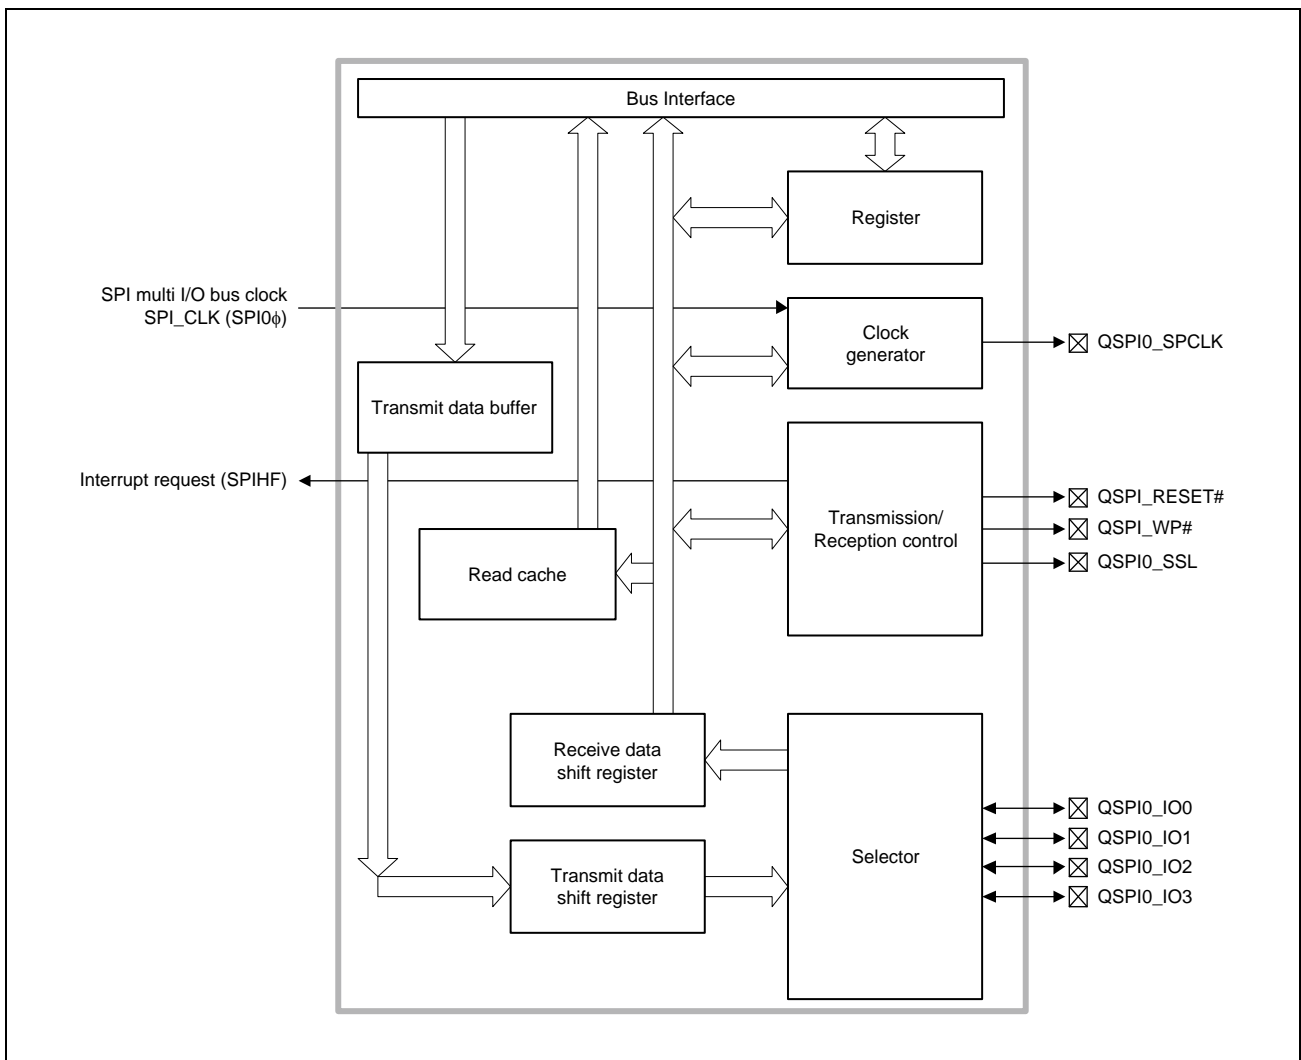 Bus Interface
Register
SPI multi I/O bus clock
SPI_CLK (SPI0ϕ)
Clock
generator
QSPI0_SPCLK
Transmit data buffer
Interrupt request (SPIHF)
Transmission/
Reception control
QSPI_RESET#
QSPI_WP#
QSPI0_SSL
Read cache
Receive data
shift register
Selector
QSPI0_IO0
QSPI0_IO1
QSPI0_IO2
QSPI0_IO3
Transmit data
shift register